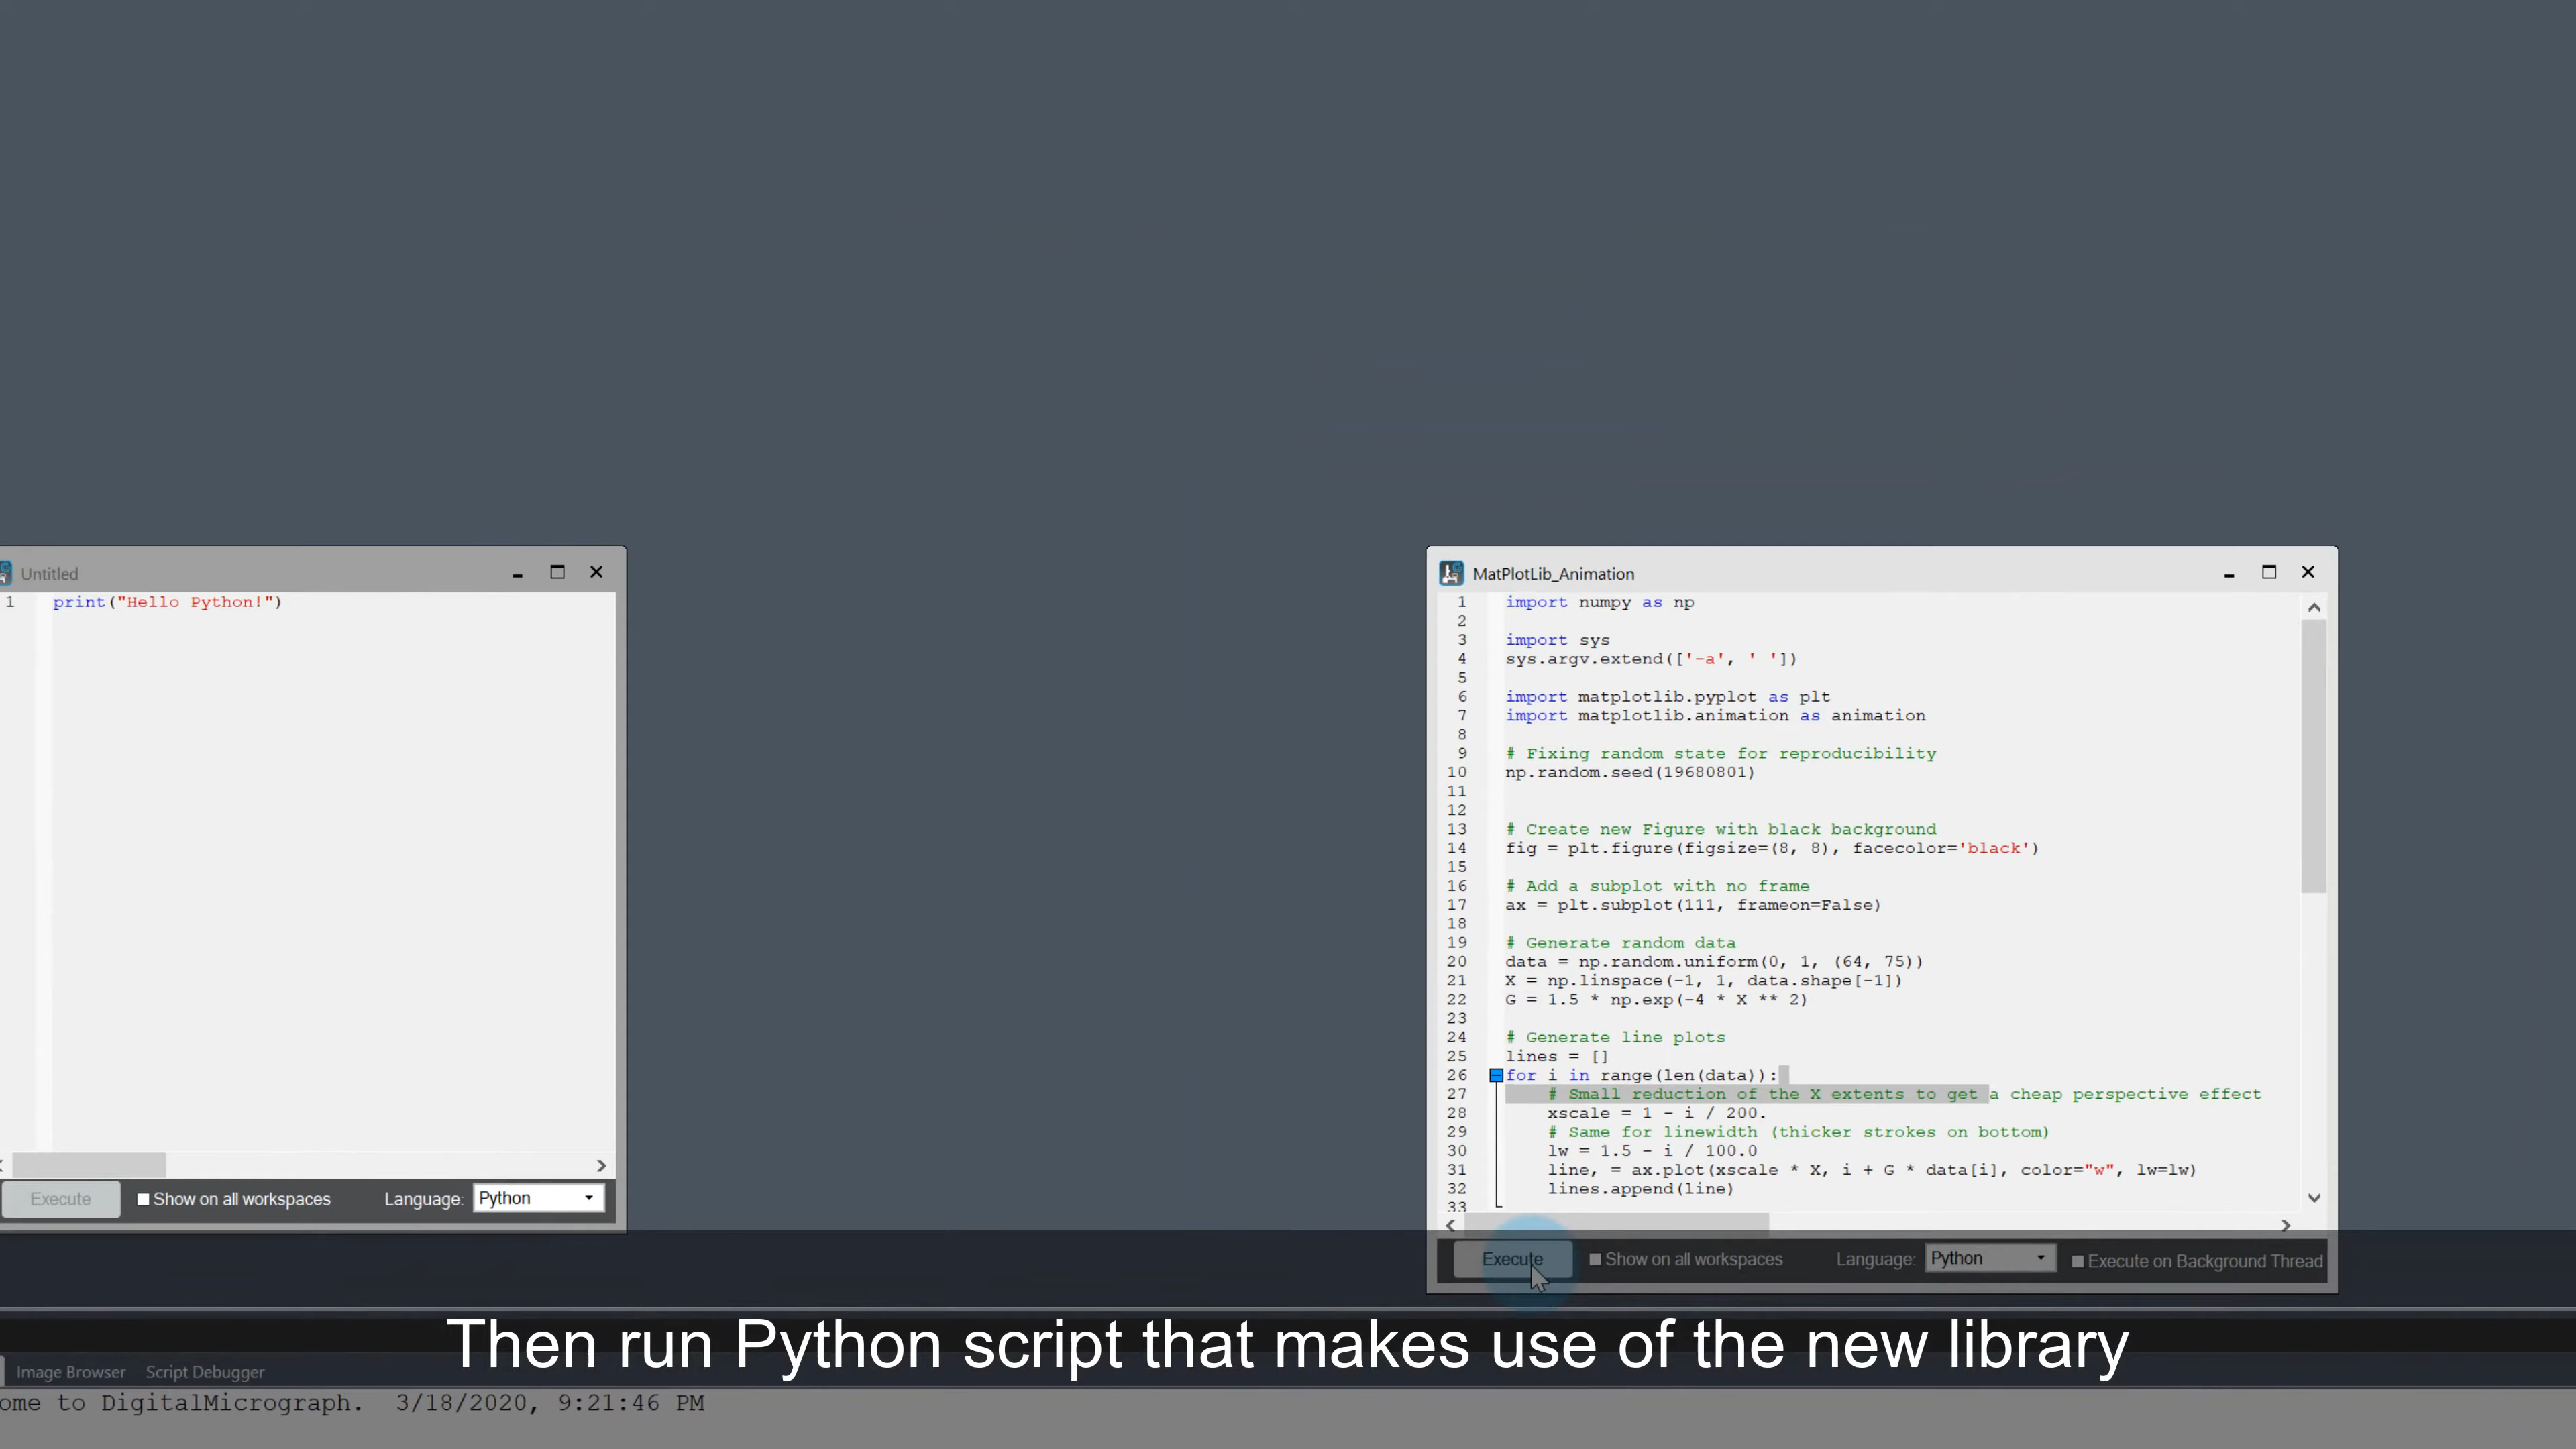 Untitled
1 print("Hello Python!")
Execute Show on all workspaces Language: Python
MatPlotLib_Animation
1 import numpy as np
2
3 import sys
4 sys.argv.extend(['-a', ' '])
5
6 import matplotlib.pyplot as plt
7 import matplotlib.animation as animation
8
9 # Fixing random state for reproducibility
10 np.random.seed(19680801)
11
12
13 # Create new Figure with black background
14 fig = plt.figure(figsize=(8, 8), facecolor='black')
15
16 # Add a subplot with no frame
17 ax = plt.subplot(111, frameon=False)
18
19 # Generate random data
20 data = np.random.uniform(0, 1, (64, 75))
21 X = np.linspace(-1, 1, data.shape[-1])
22 G = 1.5 * np.exp(-4 * X ** 2)
23
24 # Generate line plots
25 lines = []
26 for i in range(len(data)):
27 # Small reduction of the X extents to get a cheap perspective effect
28 xscale = 1 - i / 200.
29 # Same for linewidth (thicker strokes on bottom)
30 lw = 1.5 - i / 100.0
31 line, = ax.plot(xscale * X, i + G * data[i], color="w", lw=lw)
32 lines.append(line)
33
Execute Show on all workspaces Language: Python Execute on Background Thread
Then run Python script that makes use of the new library
Image Browser Script Debugger
ome to DigitalMicrograph. 3/18/2020, 9:21:46 PM